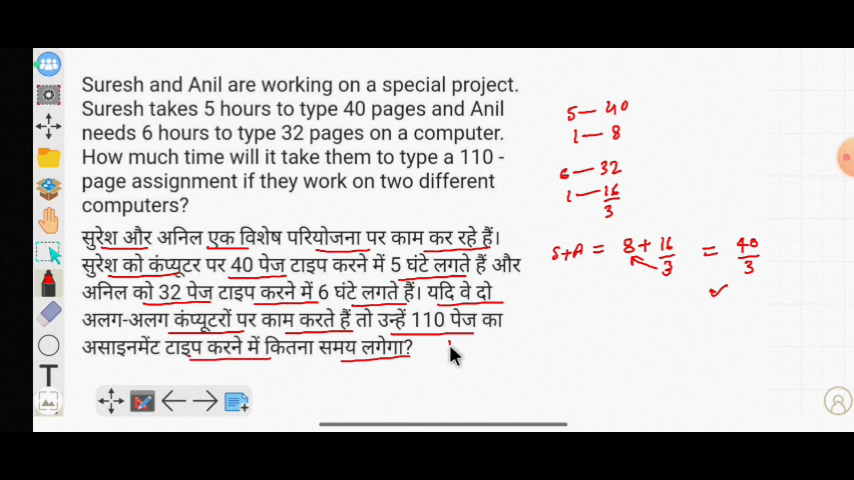 Suresh and Anil are working on a special project.
Suresh takes 5 hours to type 40 pages and Anil
needs 6 hours to type 32 pages on a computer.
How much time will it take them to type a 110 -
page assignment if they work on two different
computers?
सुरेश और अनिल एक विशेष परियोजना पर काम कर रहे हैं।
सुरेश को कंप्यूटर पर 40 पेज टाइप करने में 5 घंटे लगते हैं और
अनिल को 32 पेज टाइप करने में 6 घंटे लगते हैं। यदि वे दो
अलग-अलग कंप्यूटरों पर काम करते हैं तो उन्हें 110 पेज का
असाइनमेंट टाइप करने में कितना समय लगेगा?
5 — 40
1 — 8
6 — 32
1 — 16/3
S+A = 8 + 16/3 = 40/3
T